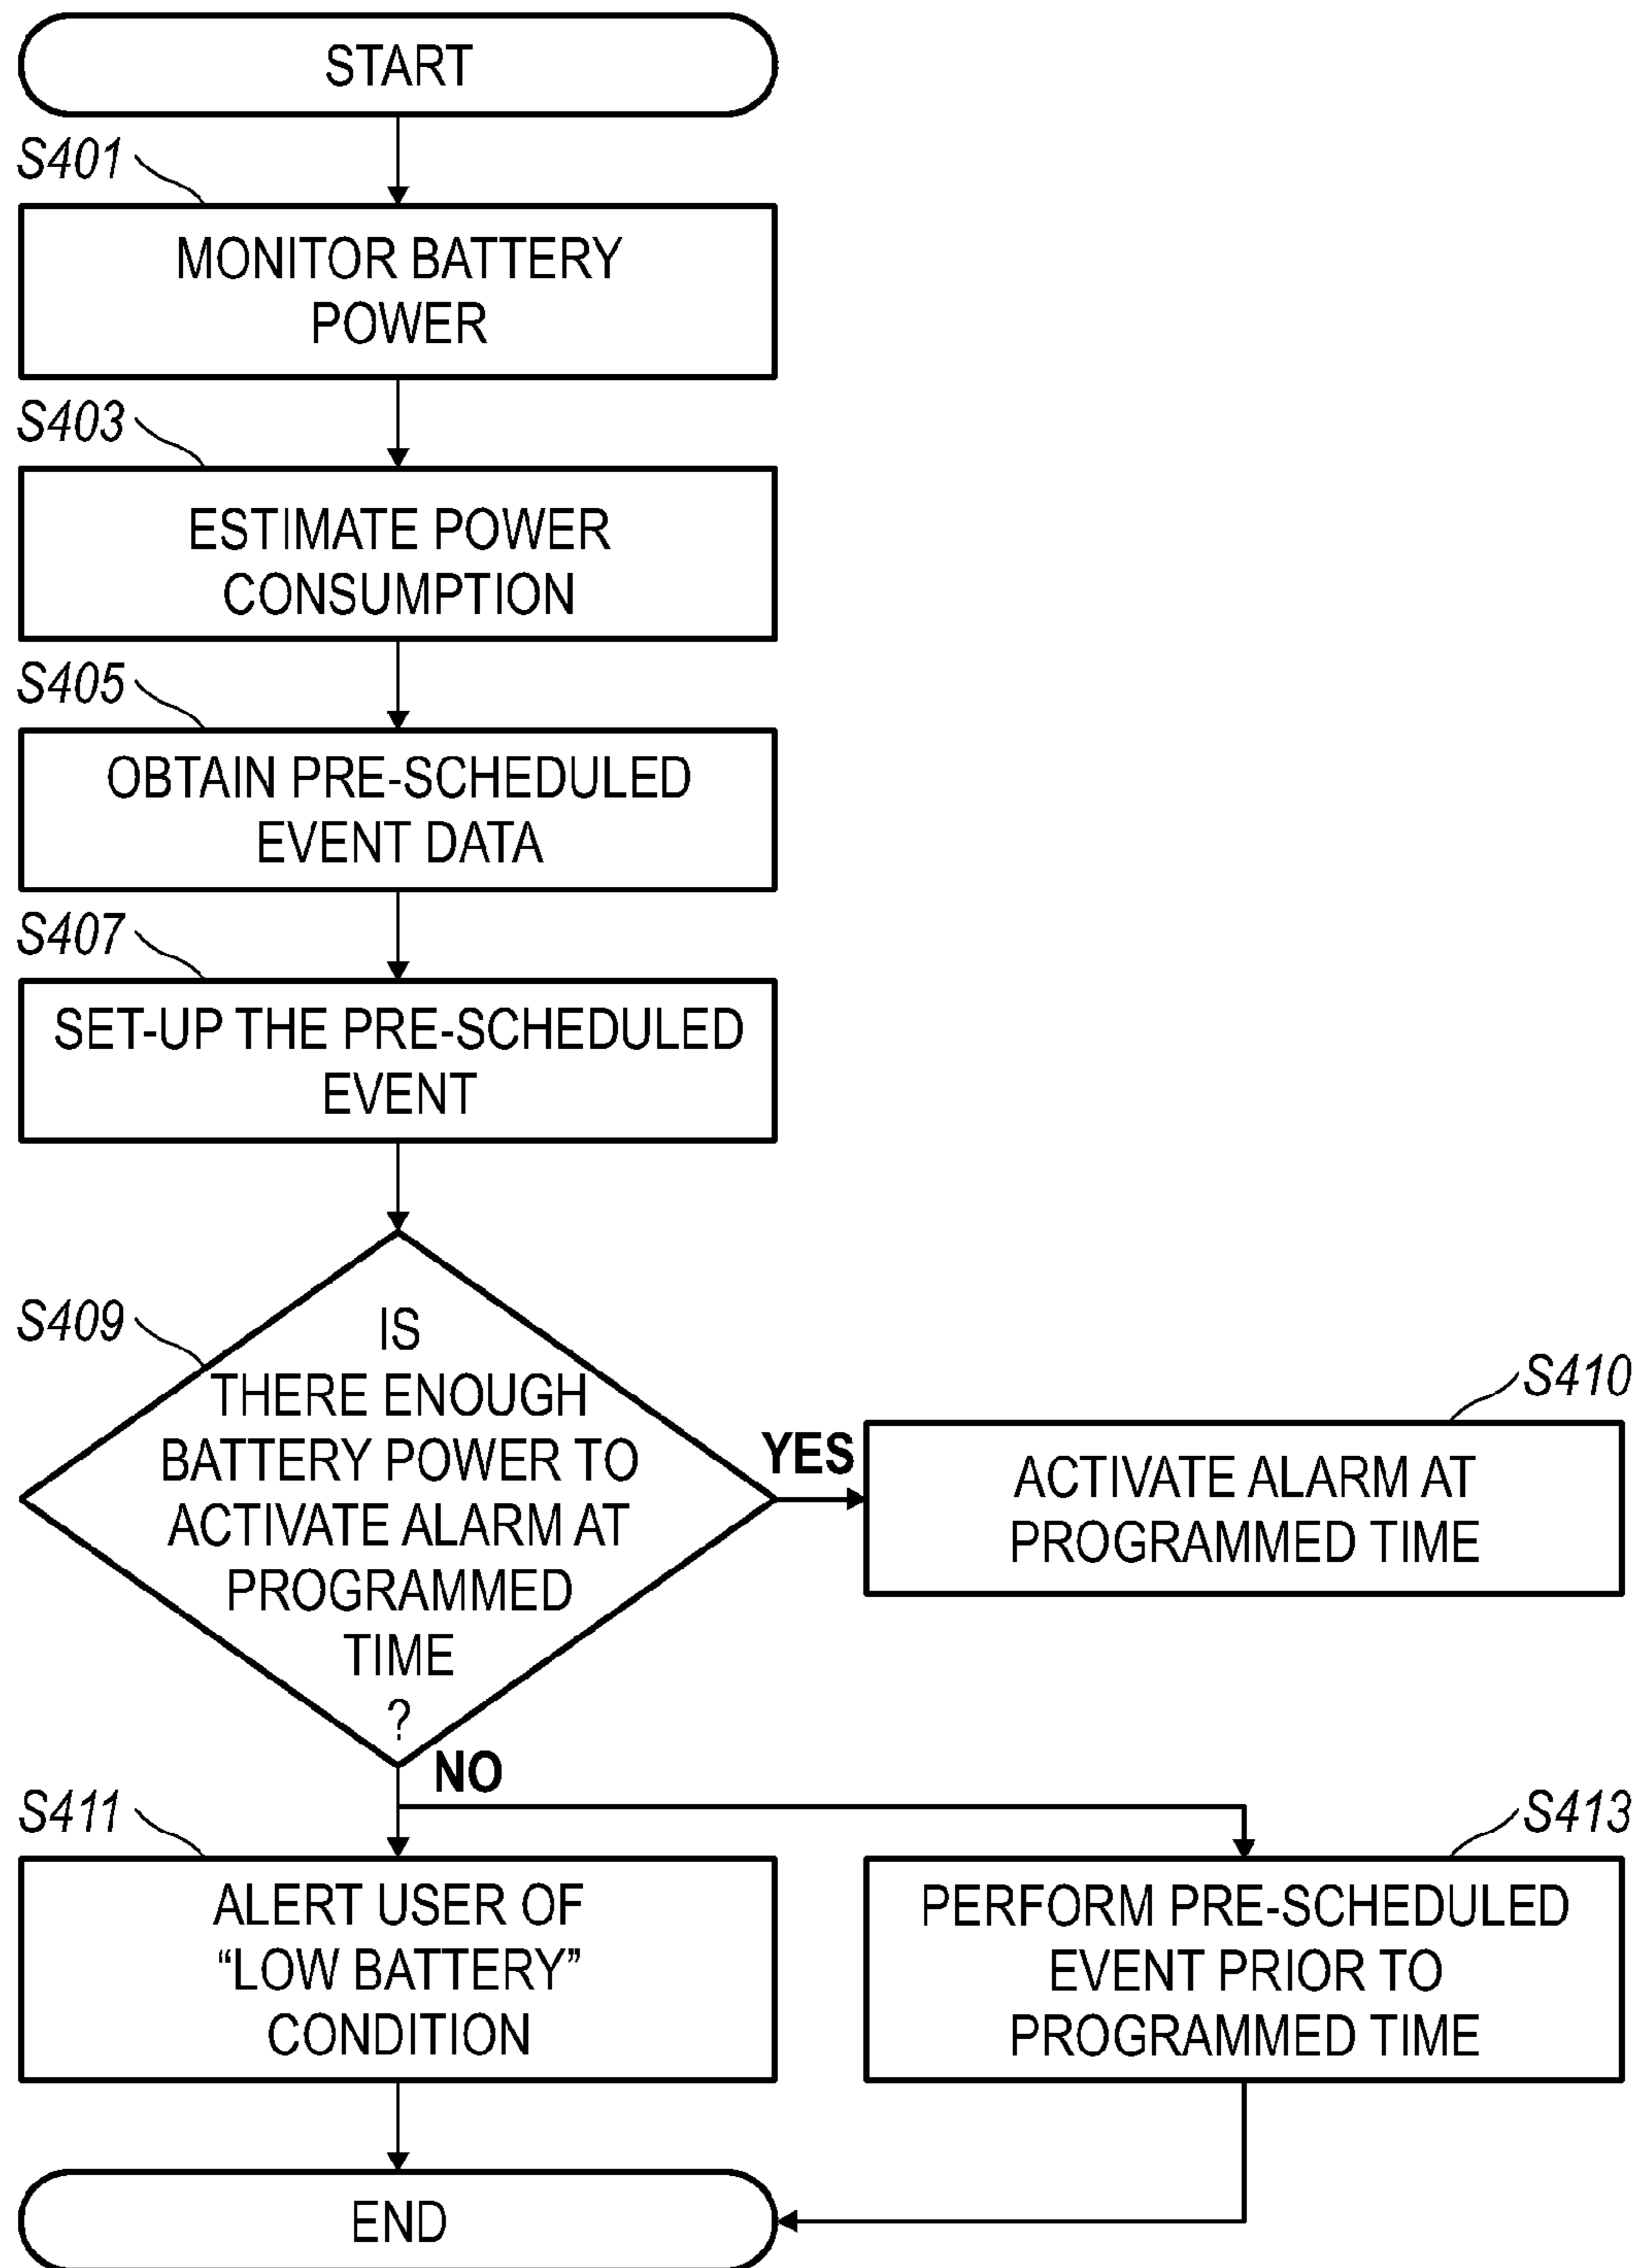 START
S401
MONITOR BATTERY
POWER
S403
ESTIMATE POWER
CONSUMPTION
S405
OBTAIN PRE-SCHEDULED
EVENT DATA
S407
SET-UP THE PRE-SCHEDULED
EVENT
S409
IS
THERE ENOUGH
BATTERY POWER TO
ACTIVATE ALARM AT
PROGRAMMED
TIME
?
YES
S410
ACTIVATE ALARM AT
PROGRAMMED TIME
NO
S411
ALERT USER OF
“LOW BATTERY”
CONDITION
S413
PERFORM PRE-SCHEDULED
EVENT PRIOR TO
PROGRAMMED TIME
END